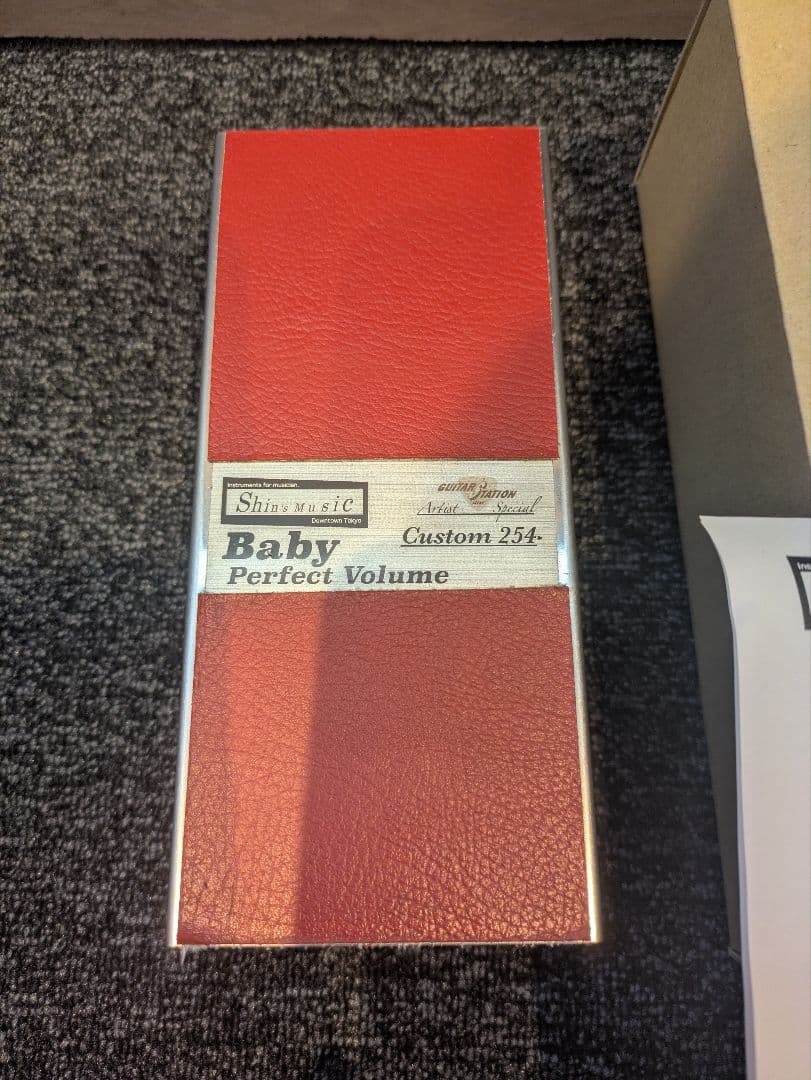 Instruments for musician.
Shin's Music
Downtown Tokyo
Baby
Perfect Volume
GUITAR STATION
Artist Special
Custom 254